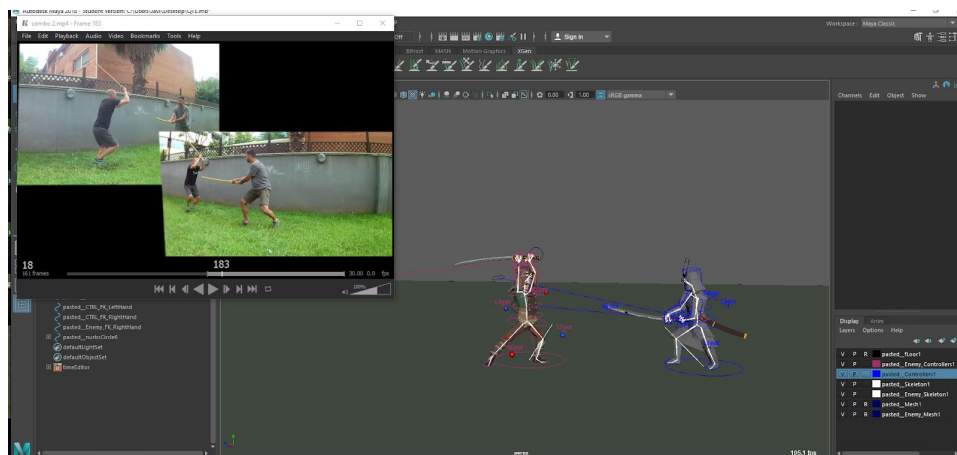 Autodesk Maya 2018 - Student Version: C:\Users\
combo 2.mp4 - Frame 183
File Edit Playback Audio Video Bookmarks Tools Help
Workspace : Maya Classic
Off
Sign In
Bifrost MASH Motion Graphics XGen
0.00 1.00 sRGB gamma
Channels Edit Object Show
18
183
161 frames
30.00 0.0 fps
100%
pasted__CTRL_FK_LeftHand
pasted__CTRL_FK_RightHand
pasted__Enemy_FK_RightHand
pasted__nurbsCircle8
defaultLightSet
defaultObjectSet
timeEditor
Display Anim
Layers Options Help
V P R pasted__fLoor1
V P pasted__Enemy_Controllers1
V P pasted__Controllers1
V P pasted__Skeleton1
V P pasted__Enemy_Skeleton1
V P R pasted__Mesh1
V P R pasted__Enemy_Mesh1
persp
105.1 fps